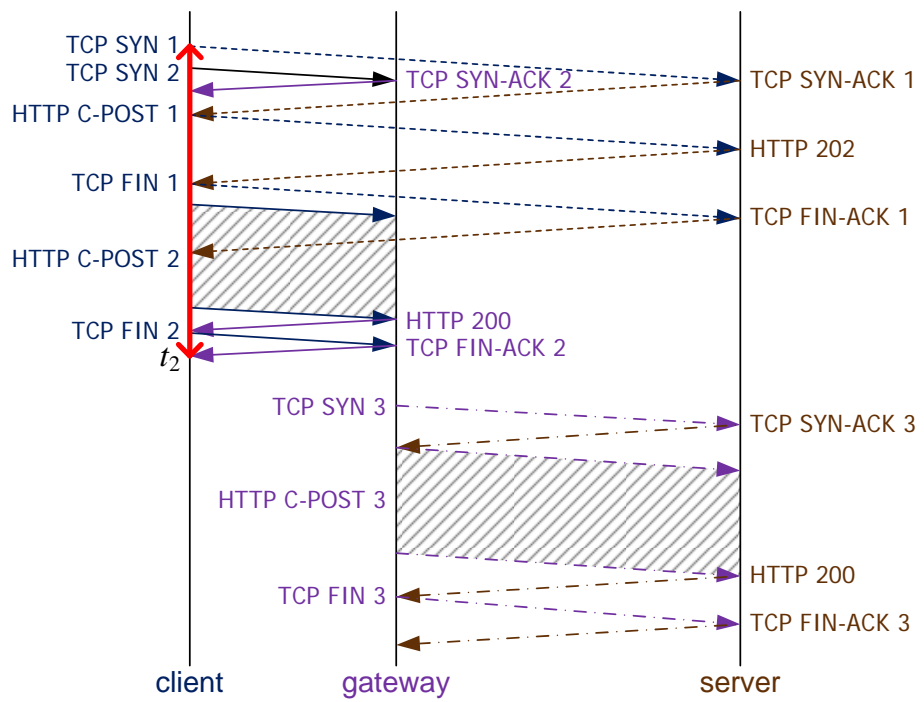 TCP SYN 1
TCP SYN 2
TCP SYN-ACK 2
TCP SYN-ACK 1
HTTP C-POST 1
HTTP 202
TCP FIN 1
TCP FIN-ACK 1
HTTP C-POST 2
HTTP 200
TCP FIN 2
TCP FIN-ACK 2
t2
TCP SYN 3
TCP SYN-ACK 3
HTTP C-POST 3
HTTP 200
TCP FIN 3
TCP FIN-ACK 3
client
gateway
server